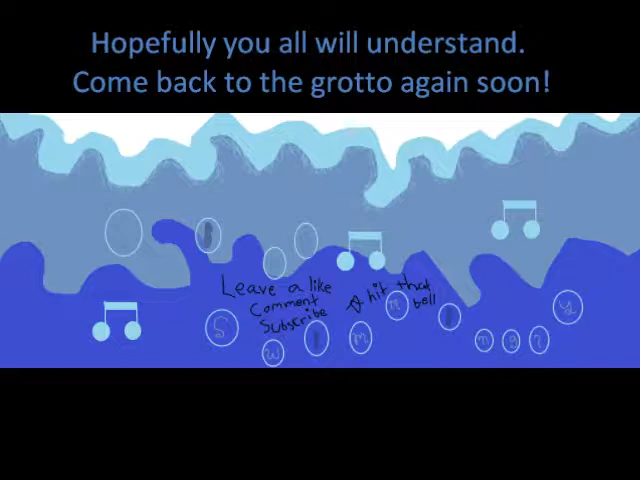 Hopefully you all will understand.
Come back to the grotto again soon!
Leave a like
Comment
Subscribe
hit that
bell
S
w
i
m
n
n
g
y